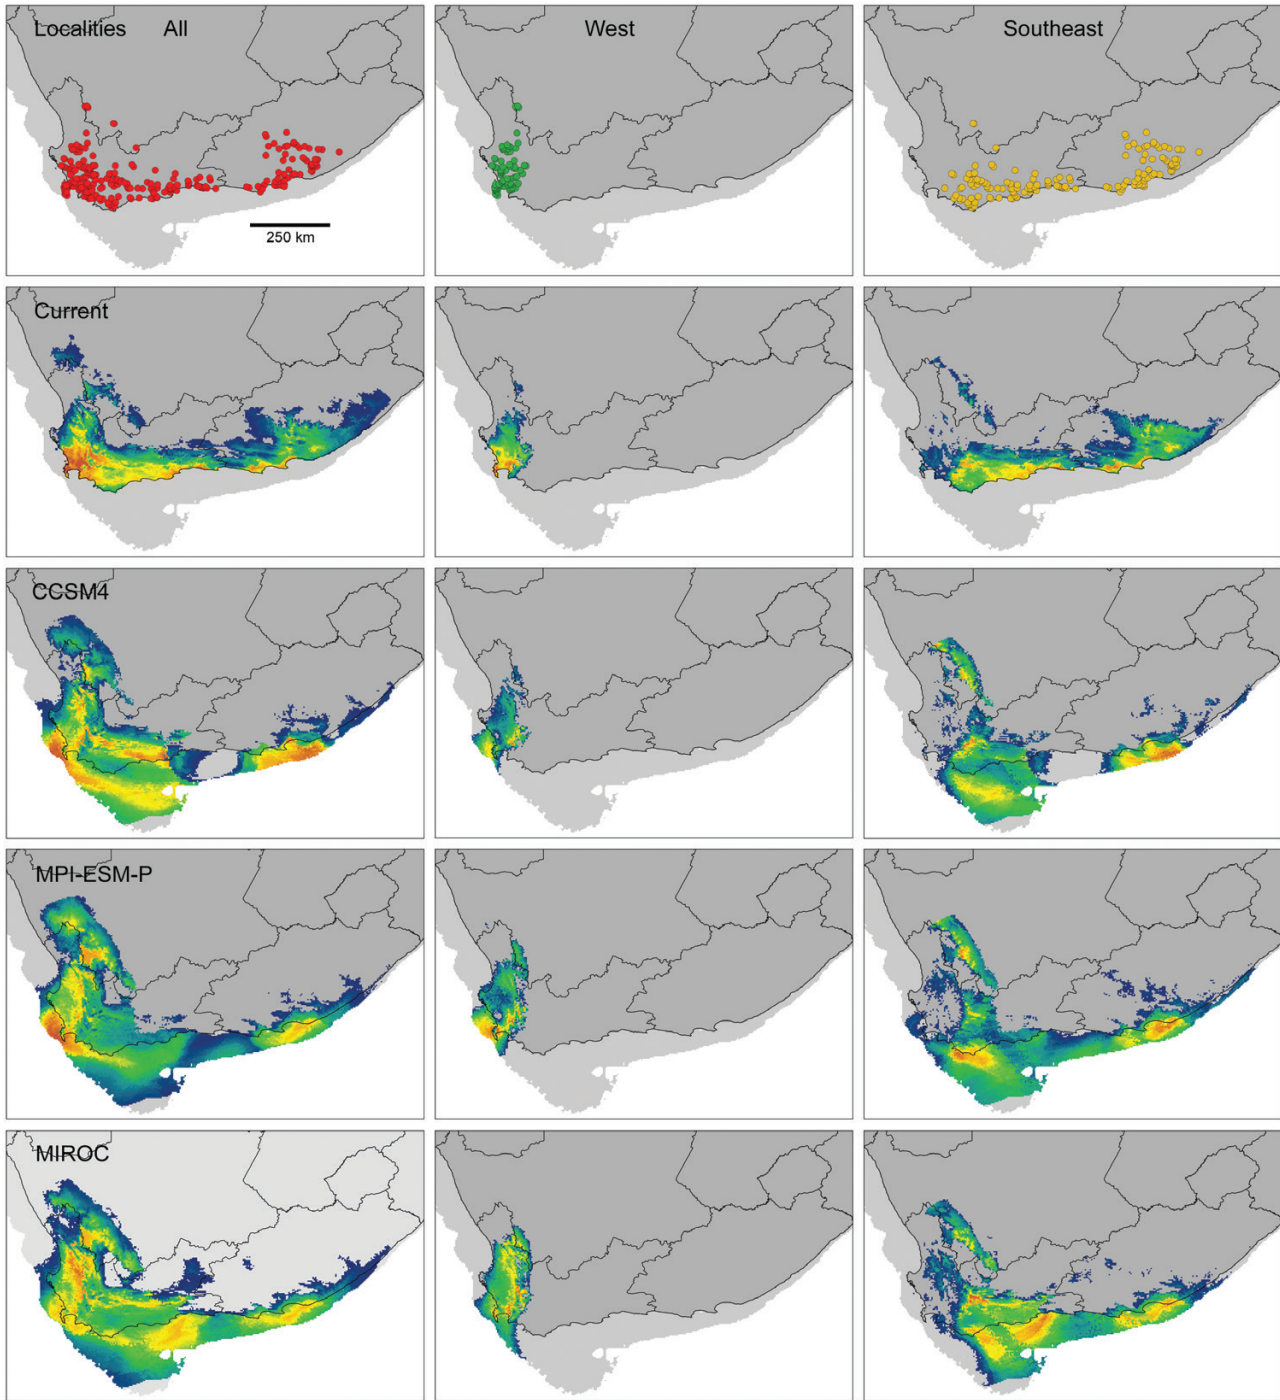 Localities All
West
Southeast
250 km
Current
CCSM4
MPI-ESM-P
MIROC